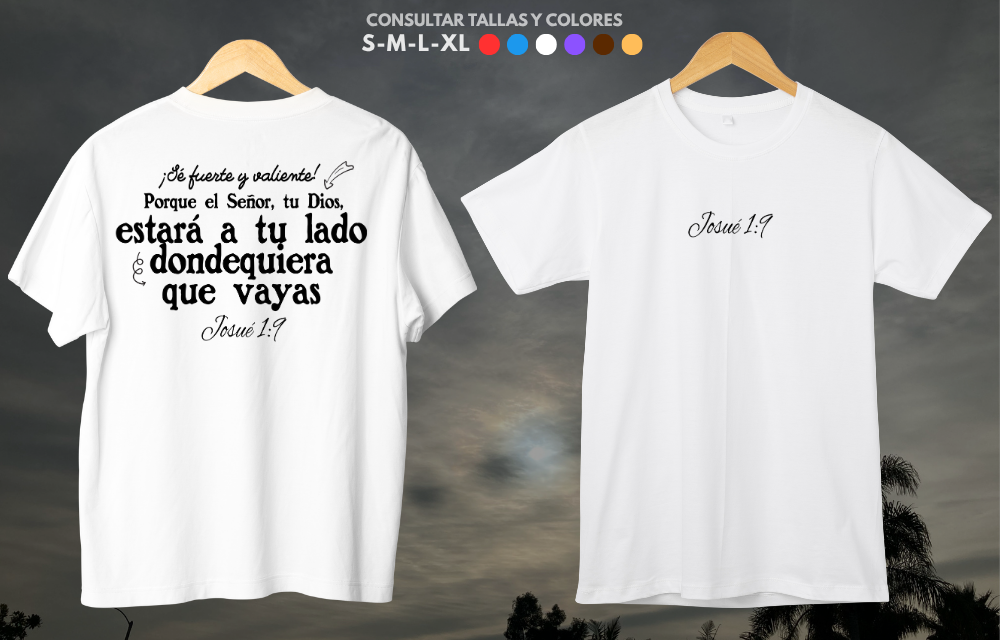 CONSULTAR TALLAS Y COLORES
S-M-L-XL
¡Sé fuerte y valiente!
Porque el Señor, tu Dios,
estará a tu lado
dondequiera
que vayas
Josué 1:9
Josué 1:9